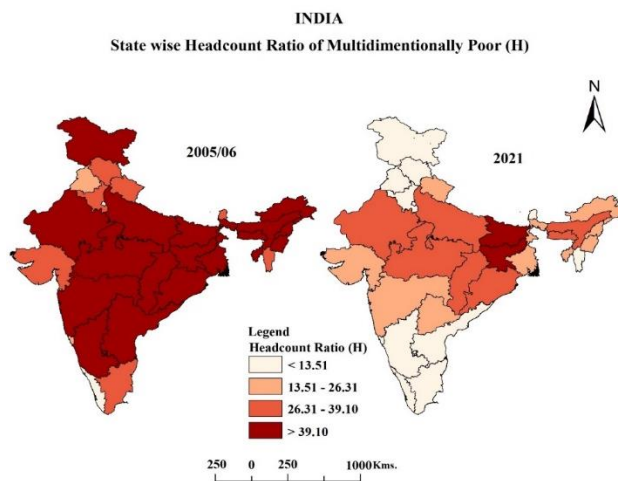 INDIA
State wise Headcount Ratio of Multidimentionally Poor (H)
N
2005/06
2021
Legend
Headcount Ratio (H)
< 13.51
13.51 - 26.31
26.31 - 39.10
> 39.10
250 0 250 1000 Kms.